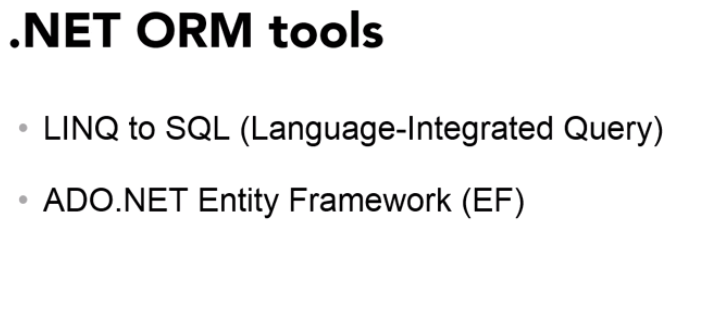 .NET ORM tools
• LINQ to SQL (Language-Integrated Query)
• ADO.NET Entity Framework (EF)